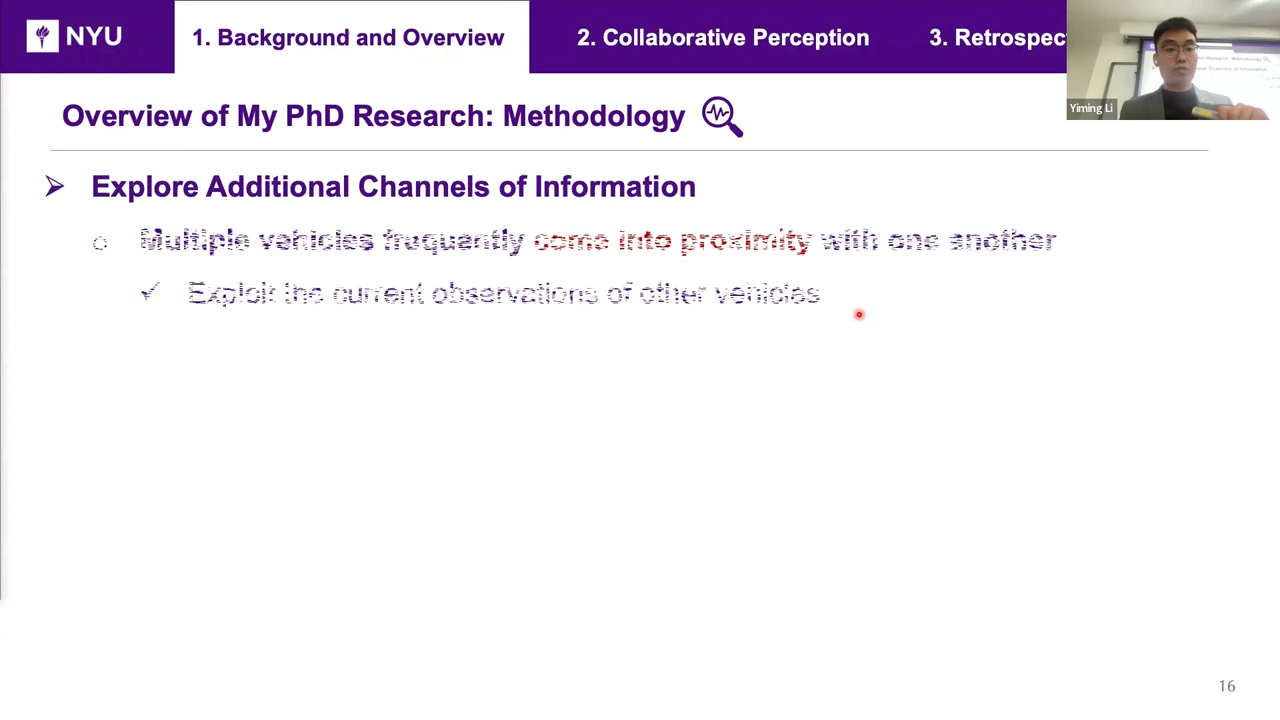 NYU
1. Background and Overview
2. Collaborative Perception
3. Retrospec
Yiming Li
Overview of My PhD Research: Methodology
➢ Explore Additional Channels of Information
○ Multiple vehicles fruquantly come into proximity with one another
✓ Exploit the current observations of other vehicles
16